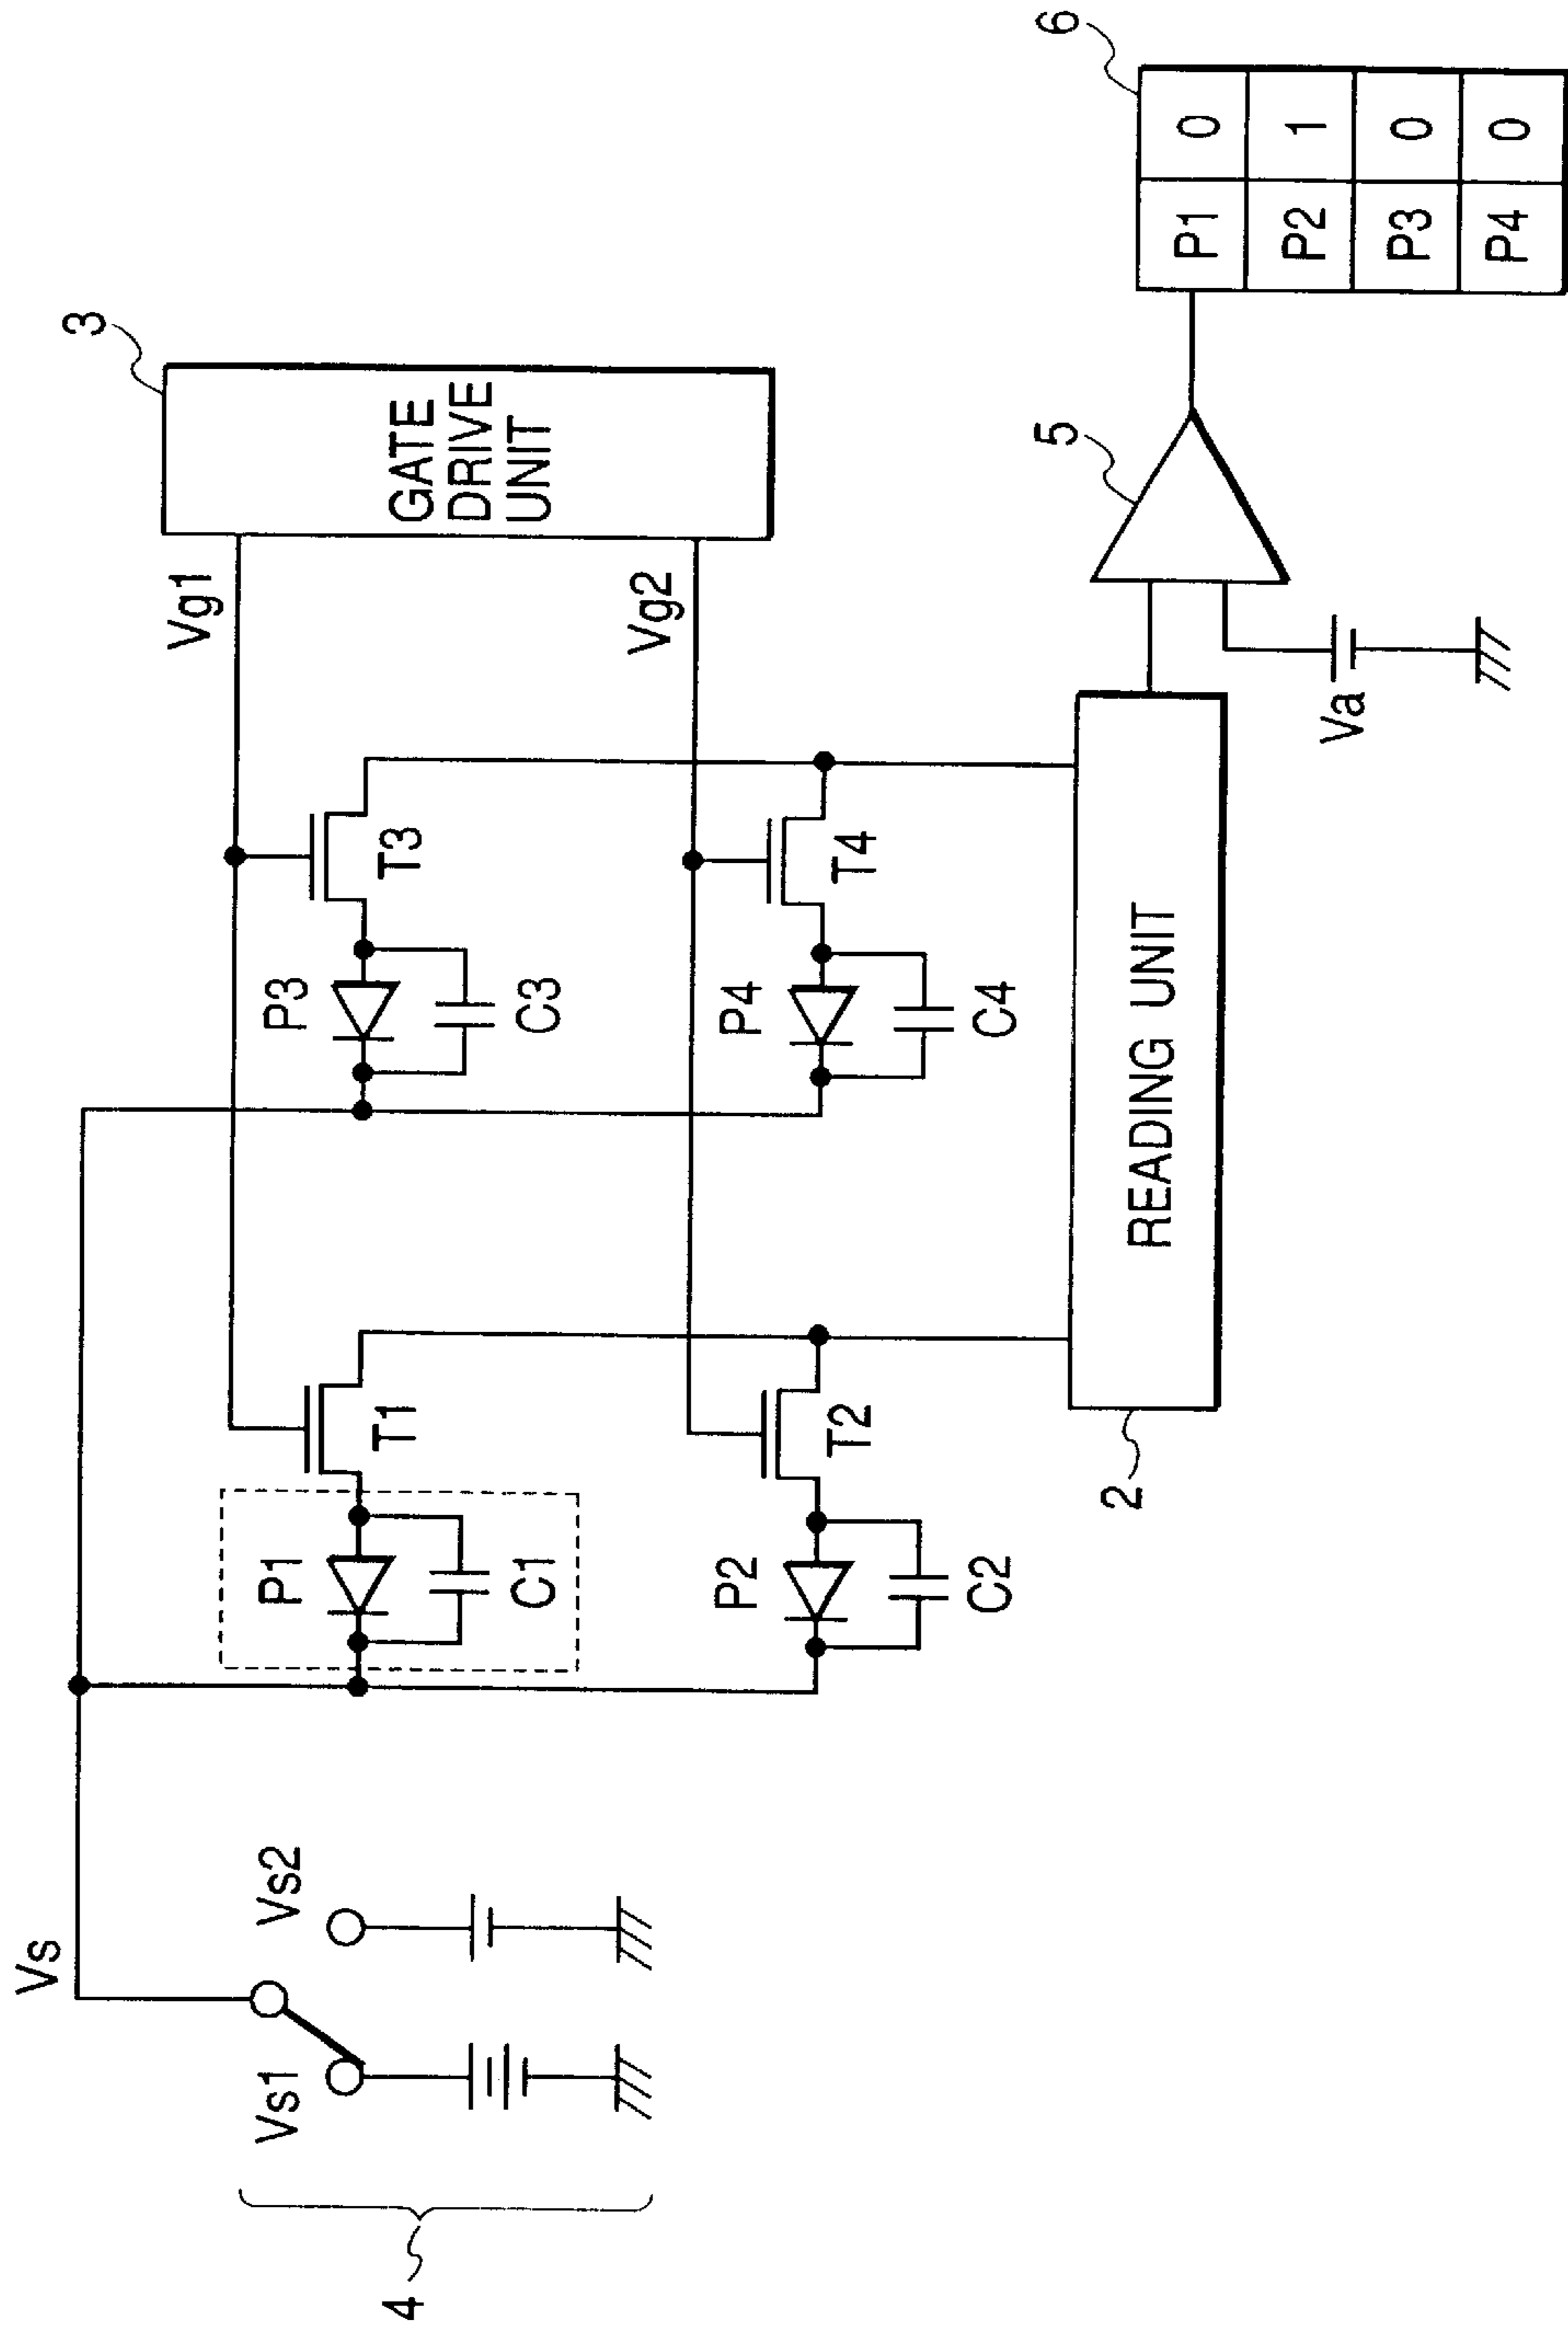 Vs
Vs1
Vs2
4
P1
C1
T1
P2
C2
T2
P3
C3
T3
P4
C4
T4
Vg1
Vg2
3
GATE
DRIVE
UNIT
2
READING UNIT
Va
5
6
P1 0
P2 1
P3 0
P4 0